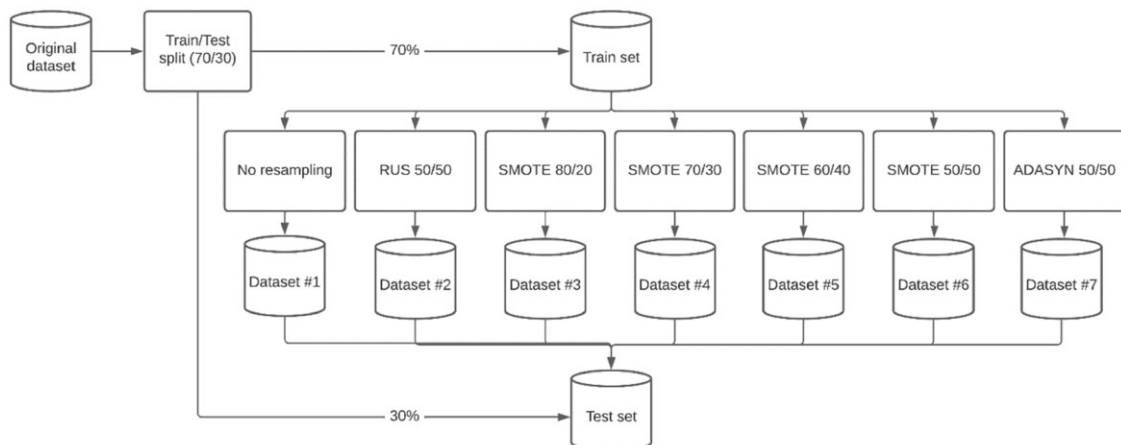 Original
dataset
Train/Test
split (70/30)
70%
Train set
No resampling
RUS 50/50
SMOTE 80/20
SMOTE 70/30
SMOTE 60/40
SMOTE 50/50
ADASYN 50/50
Dataset #1
Dataset #2
Dataset #3
Dataset #4
Dataset #5
Dataset #6
Dataset #7
30%
Test set